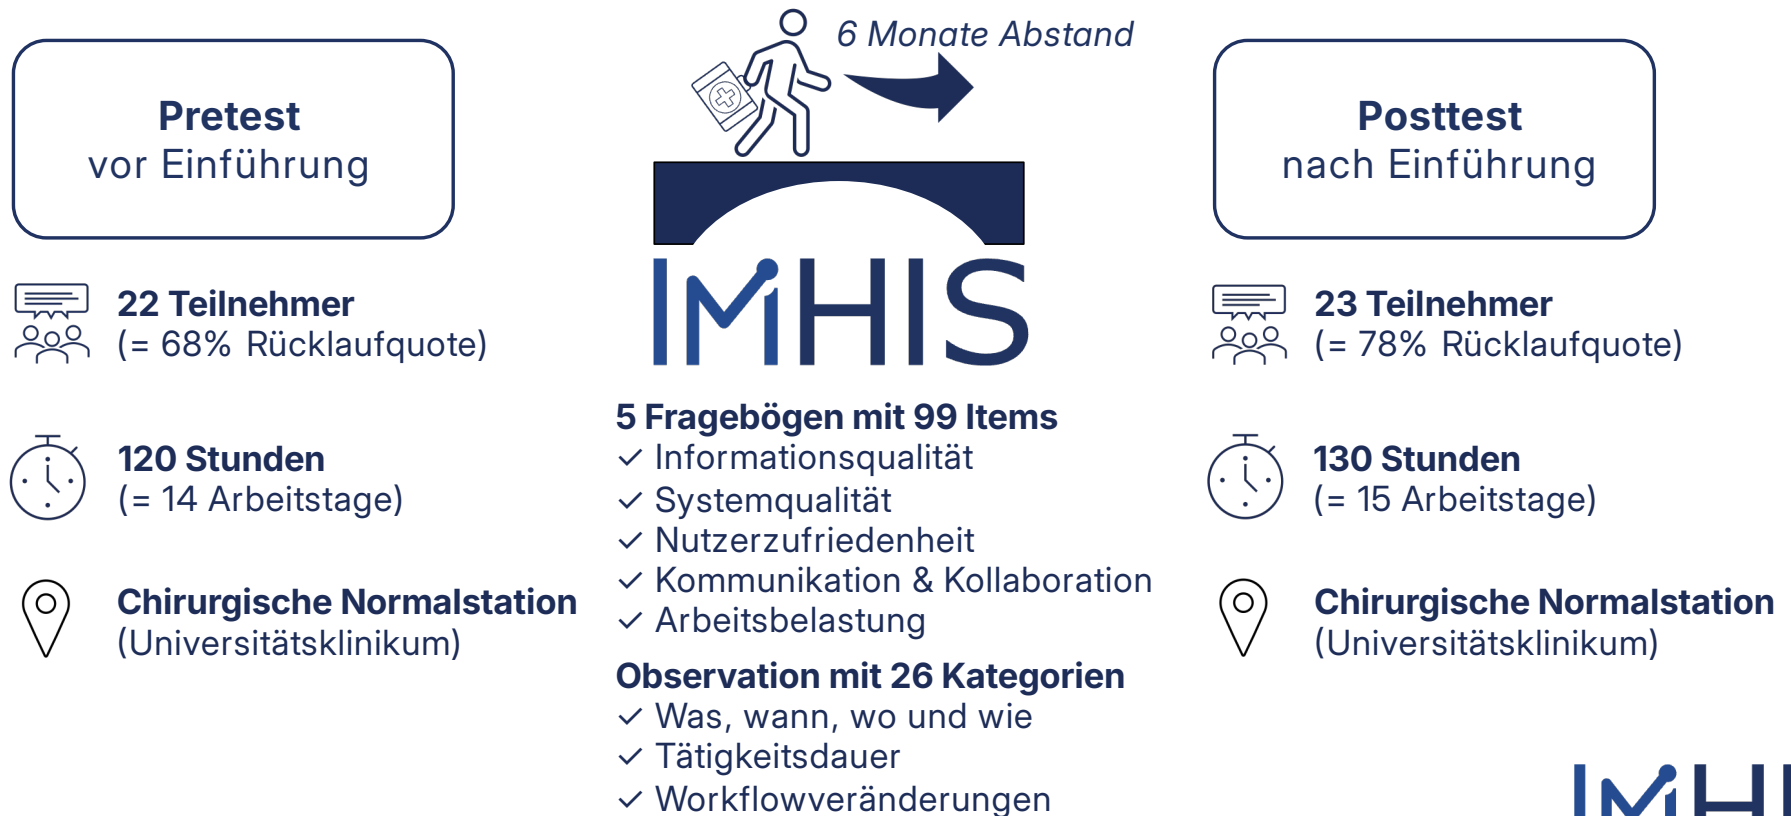 Pretest
vor Einführung
22 Teilnehmer
(= 68% Rücklaufquote)
120 Stunden
(= 14 Arbeitstage)
Chirurgische Normalstation
(Universitätsklinikum)
6 Monate Abstand
IMHIS
5 Fragebögen mit 99 Items
✓ Informationsqualität
✓ Systemqualität
✓ Nutzerzufriedenheit
✓ Kommunikation & Kollaboration
✓ Arbeitsbelastung
Observation mit 26 Kategorien
✓ Was, wann, wo und wie
✓ Tätigkeitsdauer
✓ Workflowveränderungen
Posttest
nach Einführung
23 Teilnehmer
(= 78% Rücklaufquote)
130 Stunden
(= 15 Arbeitstage)
Chirurgische Normalstation
(Universitätsklinikum)